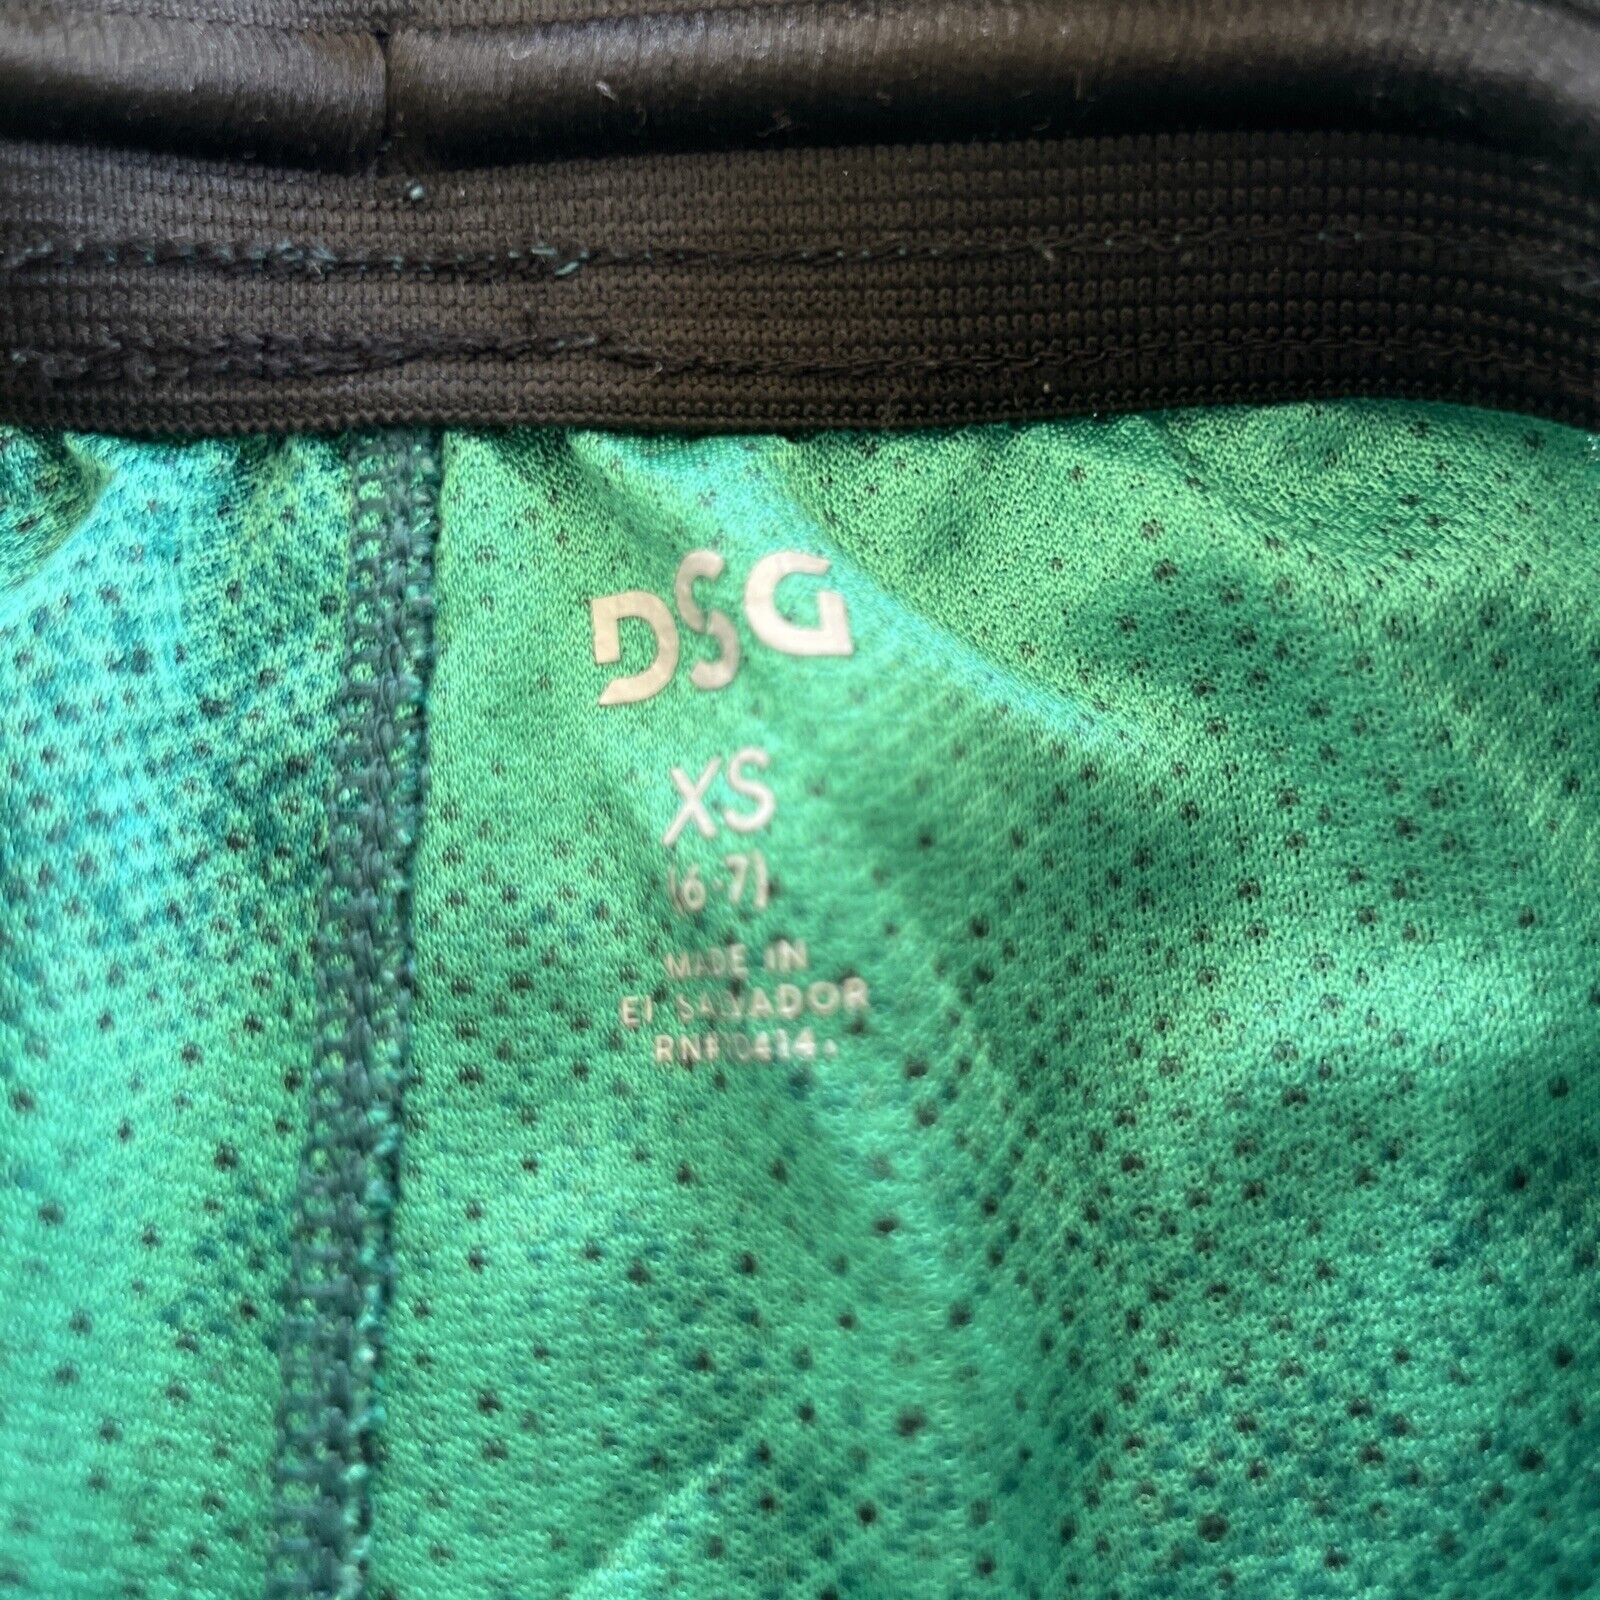 DSG
XS
(6-7)
MADE IN
EL SALVADOR